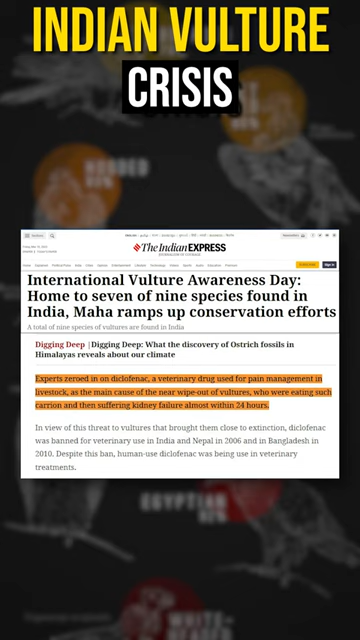 INDIAN VULTURE
CRISIS
HOODED
The Indian EXPRESS
JOURNALISM OF COURAGE
International Vulture Awareness Day:
Home to seven of nine species found in
India, Maha ramps up conservation efforts
A total of nine species of vultures are found in India
Digging Deep |Digging Deep: What the discovery of Ostrich fossils in
Himalayas reveals about our climate
Experts zeroed in on diclofenac, a veterinary drug used for pain management in
livestock, as the main cause of the near wipe-out of vultures, who were eating such
carrion and then suffering kidney failure almost within 24 hours.
In view of this threat to vultures that brought them close to extinction, diclofenac
was banned for veterinary use in India and Nepal in 2006 and in Bangladesh in
2010. Despite this ban, human-use diclofenac was being use in veterinary
treatments.
EGYPTIAN
WHITE-